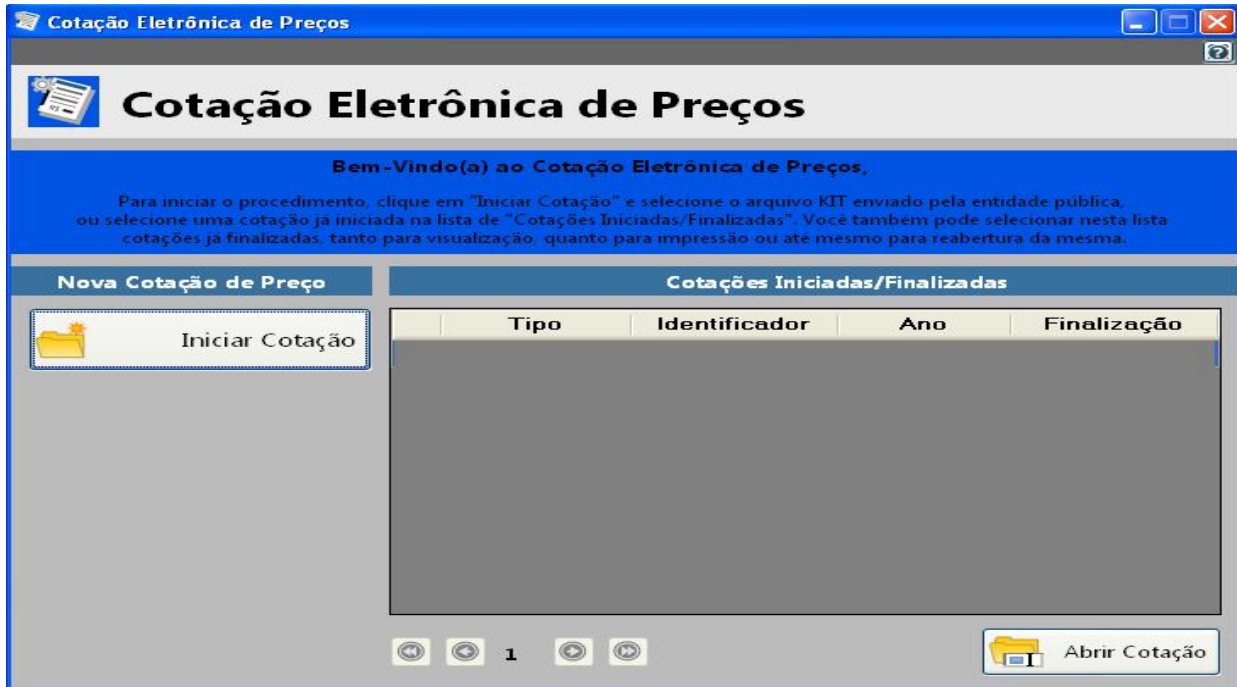 Cotação Eletrônica de Preços
Cotação Eletrônica de Preços
Bem-Vindo(a) ao Cotação Eletrônica de Preços,
Para iniciar o procedimento, clique em "Iniciar Cotação" e selecione o arquivo KIT enviado pela entidade pública,
ou selecione uma cotação já iniciada na lista de "Cotações Iniciadas/Finalizadas". Você também pode selecionar nesta lista
cotações já finalizadas, tanto para visualização, quanto para impressão ou até mesmo para reabertura da mesma.
Nova Cotação de Preço
Cotações Iniciadas/Finalizadas
Iniciar Cotação
Tipo Identificador Ano Finalização
1
Abrir Cotação